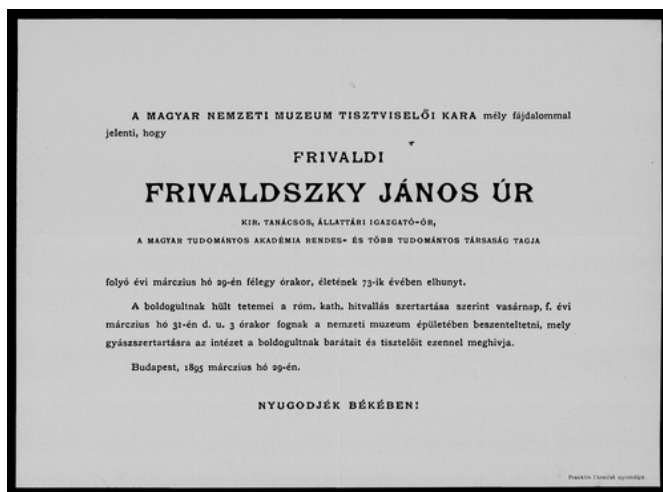 A MAGYAR NEMZETI MUZEUM TISZTVISELŐI KARA mély fájdalommal
jelenti, hogy
FRIVALDI
FRIVALDSZKY JÁNOS ÚR
KIR. TANÁCSOS, ÁLLATTÁRI IGAZGATÓ-ŐR,
A MAGYAR TUDOMÁNYOS AKADÉMIA RENDES- ÉS TÖBB TUDOMÁNYOS TÁRSASÁG TAGJA
folyó évi márczius hó 29-én félegy órakor, életének 73-ik évében elhunyt.
A boldogultnak hült tetemei a róm. kath. hitvallás szertartása szerint vasárnap, f. évi
márczius hó 31-én d. u. 3 órakor fognak a nemzeti muzeum épületében beszenteltetni, mely
gyászszertartásra az intézet a boldogultnak barátait és tisztelőit ezennel meghivja.
Budapest, 1895 márczius hó 29-én.
NYUGODJÉK BÉKÉBEN!
Franklin-Társulat nyomdája.